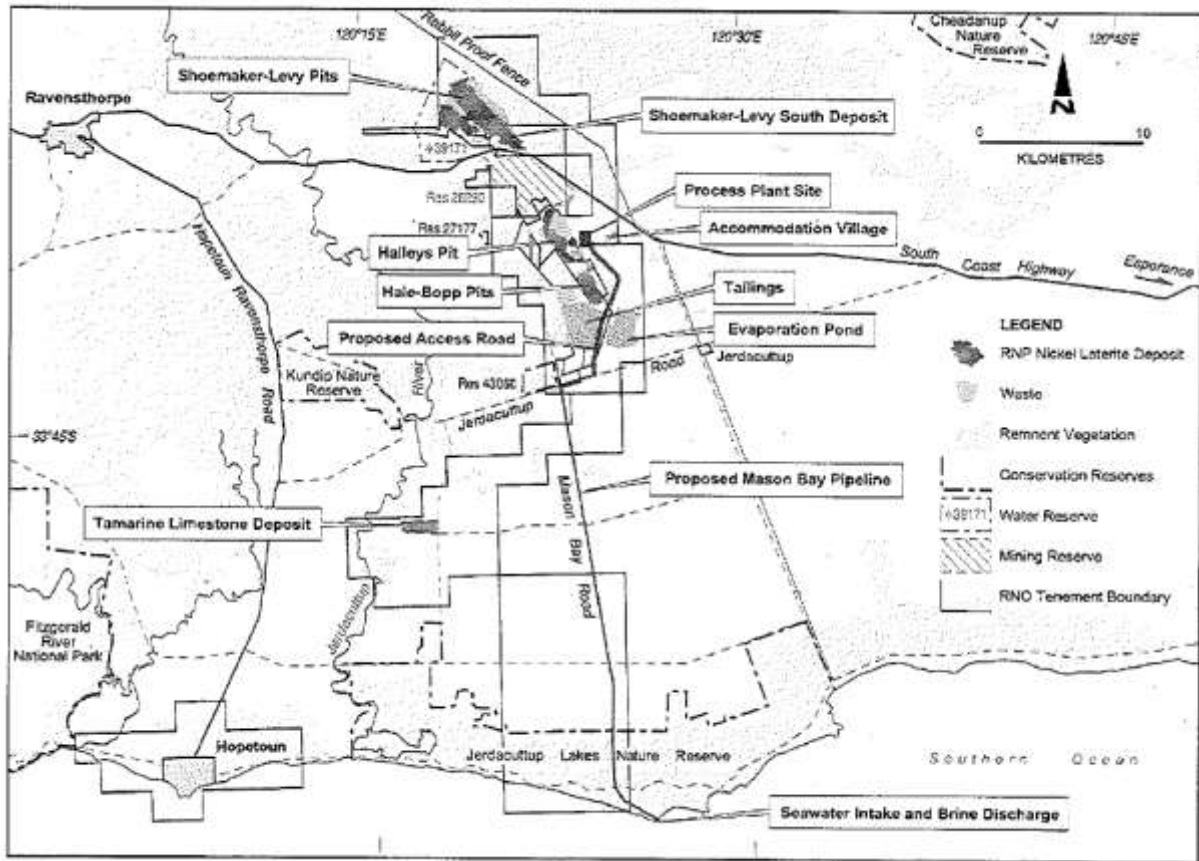 120°15'E
120°30'E
120°45'E
Cheadanup
Nature
Reserve
Rabbit Proof Fence
N
0 10
KILOMETRES
Shoemaker-Levy Pits
Ravensthorpe
Shoemaker-Levy South Deposit
39171
Process Plant Site
Res 27177
Accommodation Village
Halleys Pit
South Coast Highway
Esperance
Hale-Bopp Pits
Tailings
Proposed Access Road
Evaporation Pond
Hopetoun Ravensthorpe Road
Kundip Nature
Reserve
River
Jerdacuttup Road
Jerdacuttup
33°45'S
LEGEND
RNP Nickel Laterite Deposit
Waste
Remnant Vegetation
Conservation Reserves
39171
Water Reserve
Mining Reserve
RNO Tenement Boundary
Proposed Mason Bay Pipeline
Mason Bay Road
Tamarine Limestone Deposit
Jerdacuttup
Fitzgerald
River
National Park
Hopetoun
Jerdacuttup Lakes Nature Reserve
Southern Ocean
Seawater Intake and Brine Discharge